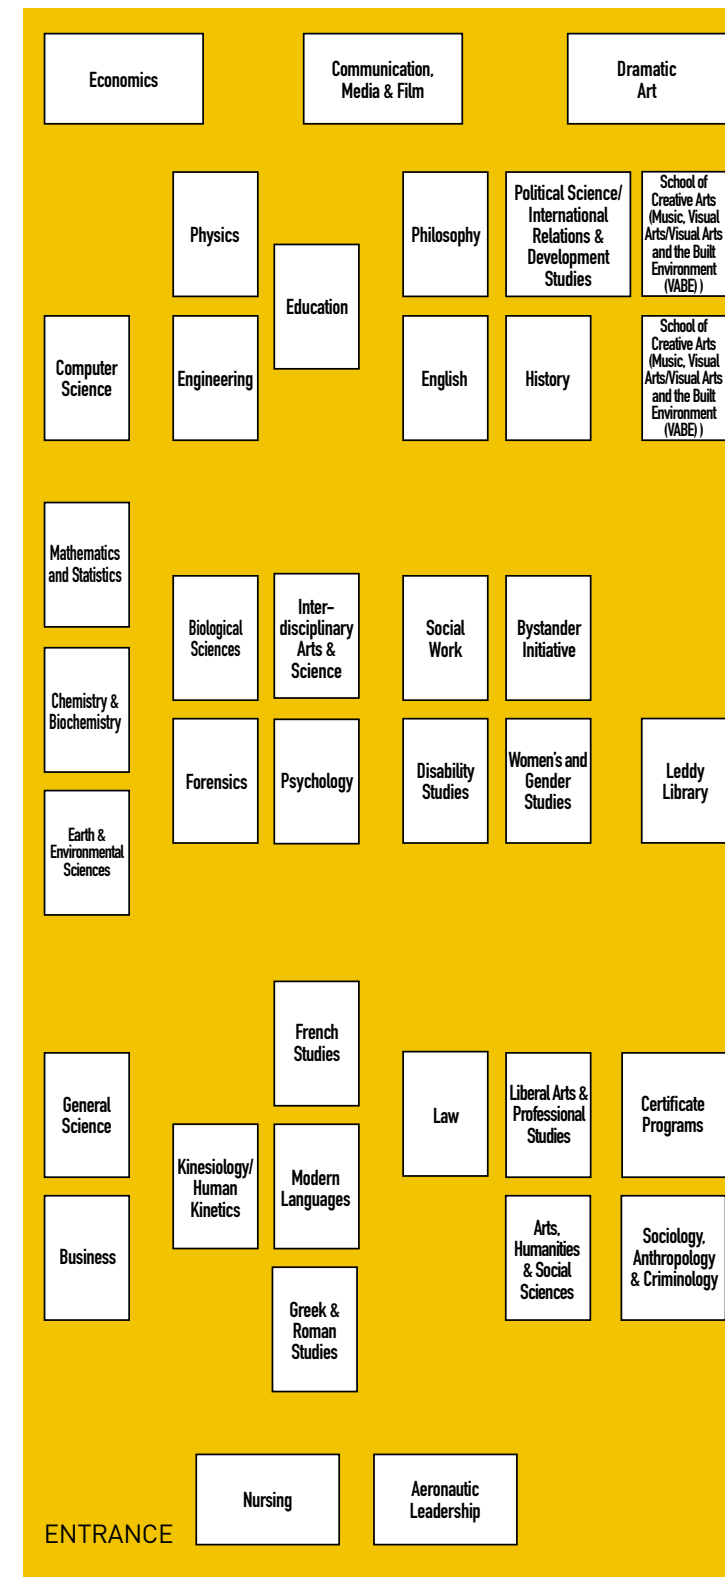 Economics
Communication,
Media & Film
Dramatic
Art
Physics
Education
Philosophy
Political Science/
International
Relations &
Development
Studies
School of
Creative Arts
(Music, Visual
Arts/Visual Arts
and the Built
Environment
(VABE) )
Computer
Science
Engineering
English
History
School of
Creative Arts
(Music, Visual
Arts/Visual Arts
and the Built
Environment
(VABE) )
Mathematics
and Statistics
Biological
Sciences
Inter-
disciplinary
Arts &
Science
Social
Work
Bystander
Initiative
Chemistry &
Biochemistry
Forensics
Psychology
Disability
Studies
Women's and
Gender
Studies
Leddy
Library
Earth &
Environmental
Sciences
French
Studies
General
Science
Law
Liberal Arts &
Professional
Studies
Certificate
Programs
Kinesiology/
Human
Kinetics
Modern
Languages
Business
Arts,
Humanities
& Social
Sciences
Sociology,
Anthropology
& Criminology
Greek &
Roman
Studies
Nursing
Aeronautic
Leadership
ENTRANCE